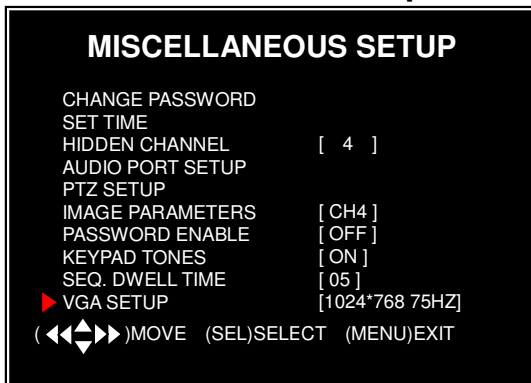 MISCELLANEOUS SETUP
CHANGE PASSWORD
SET TIME
HIDDEN CHANNEL [ 4 ]
AUDIO PORT SETUP
PTZ SETUP
IMAGE PARAMETERS [ CH4 ]
PASSWORD ENABLE [ OFF ]
KEYPAD TONES [ ON ]
SEQ. DWELL TIME [ 05 ]
VGA SETUP [1024*768 75HZ]
( )MOVE (SEL)SELECT (MENU)EXIT